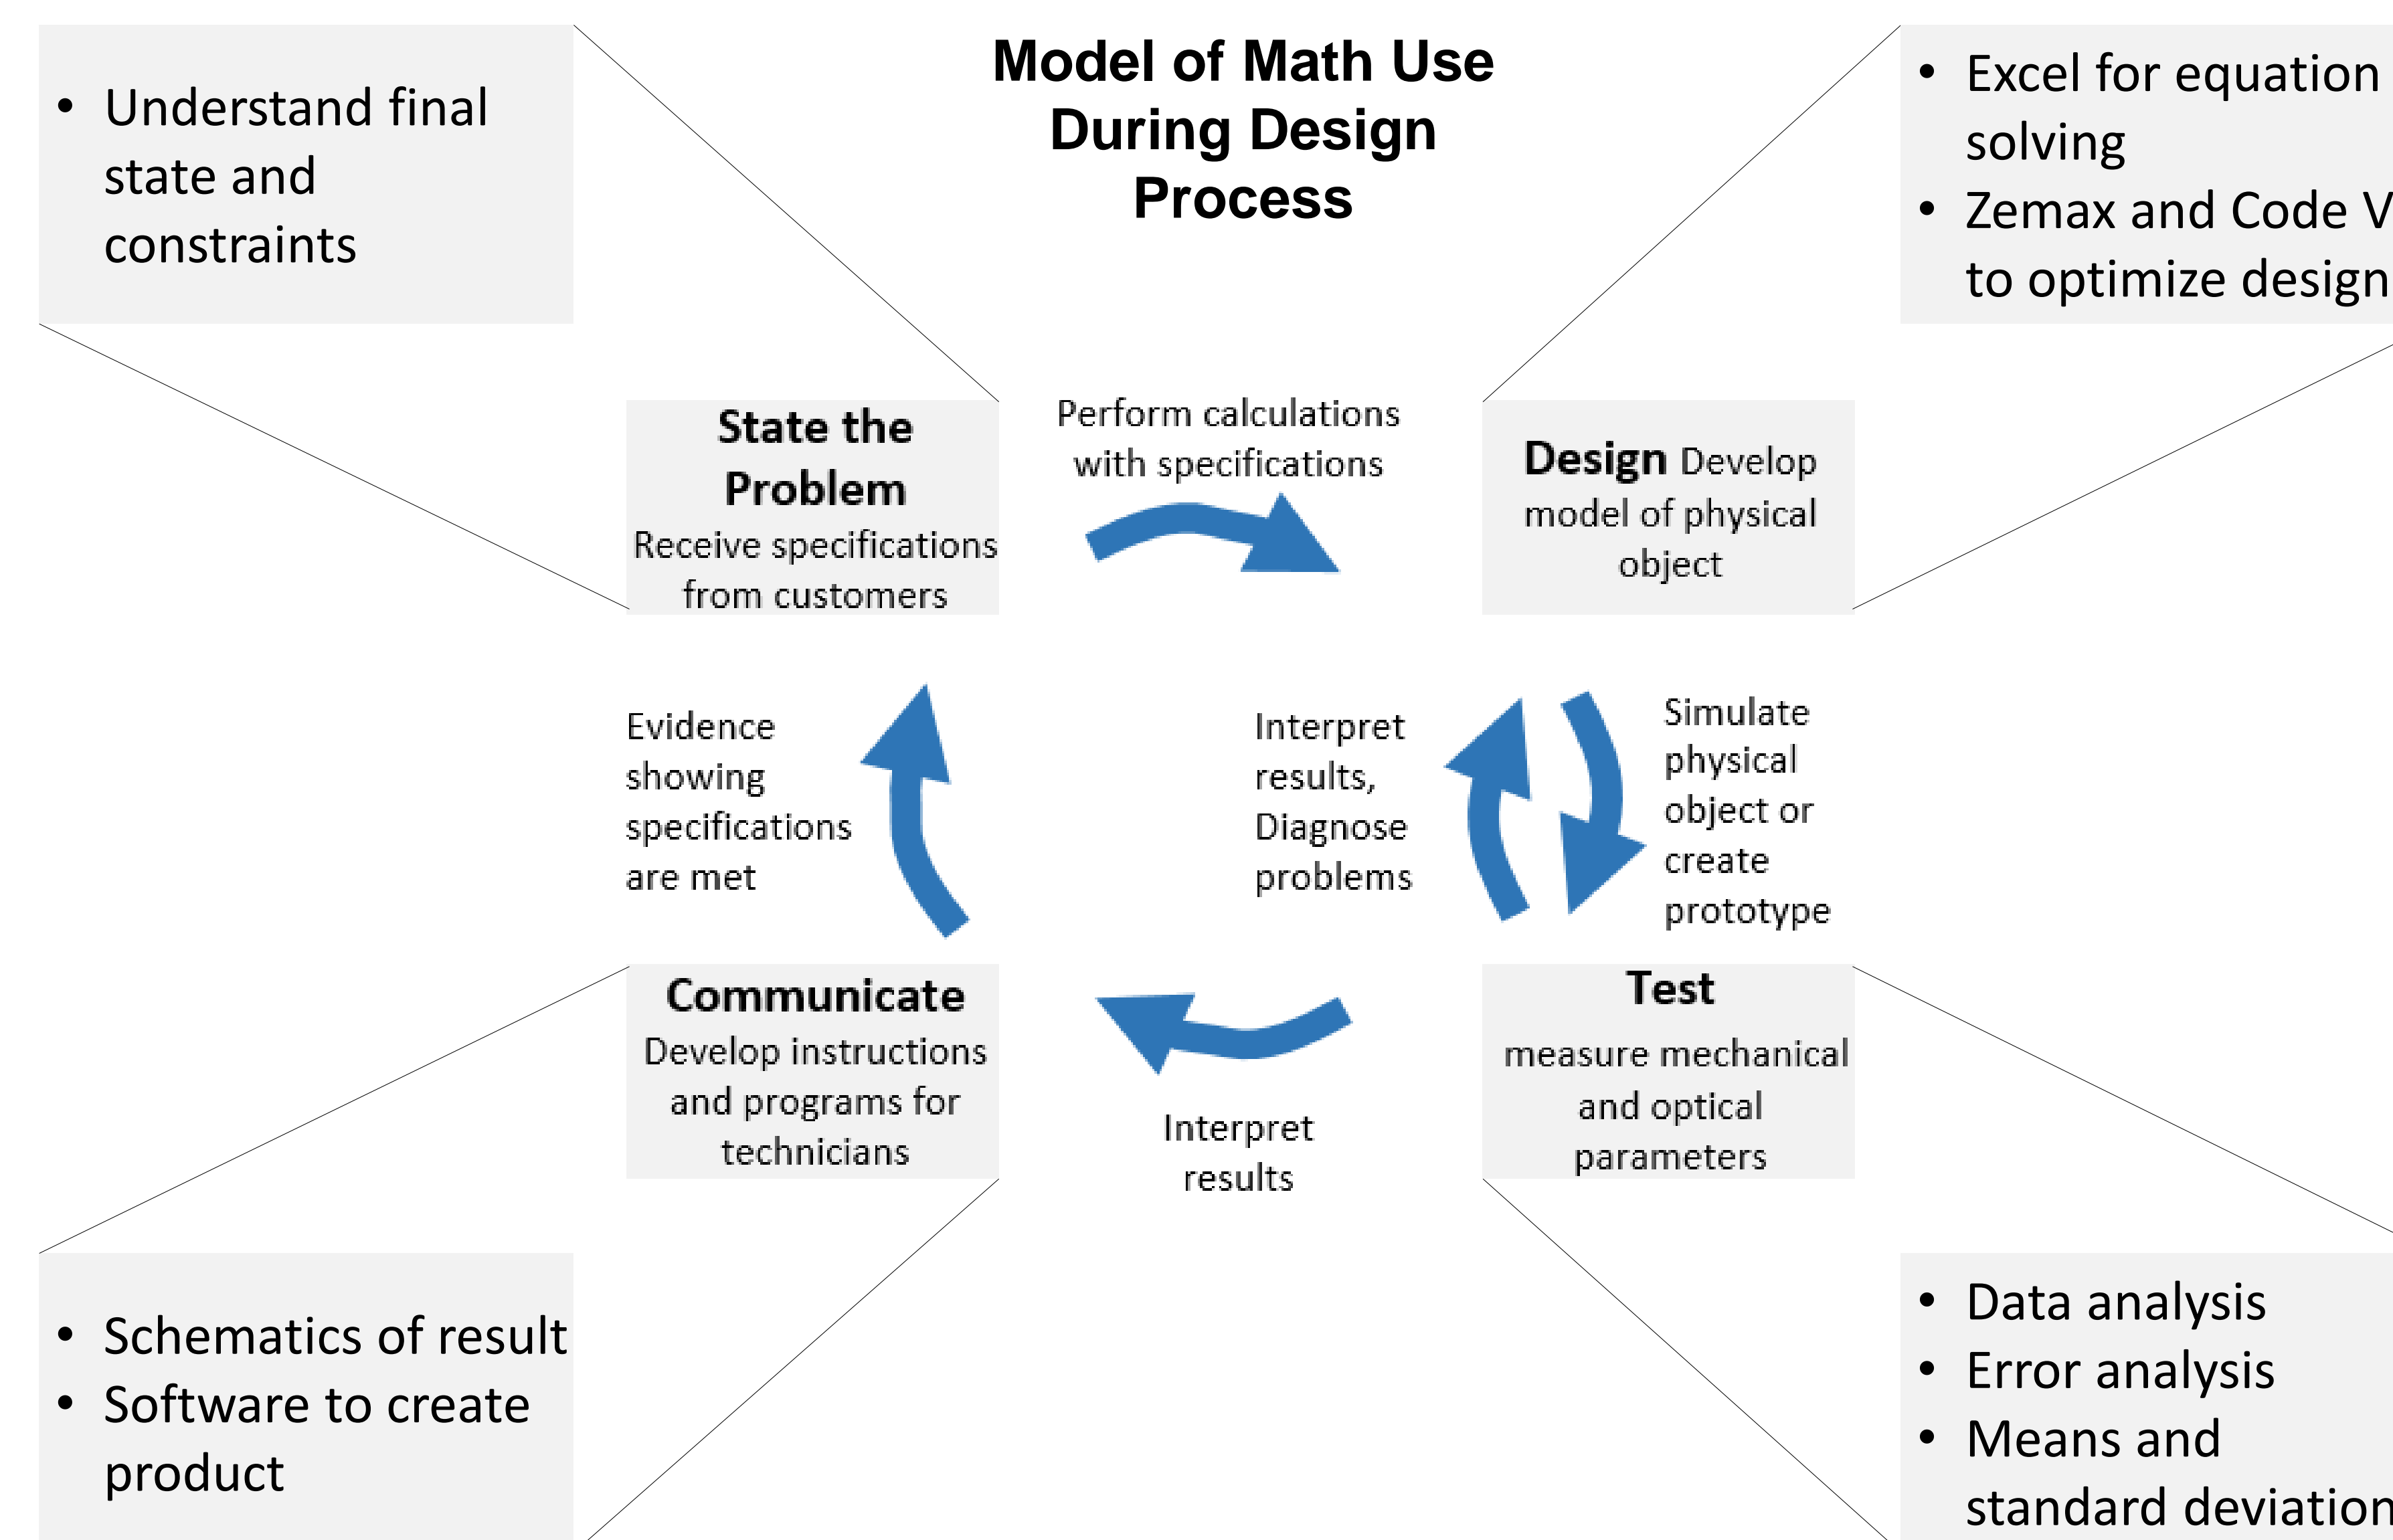 Model of Math Use
During Design
Process
• Understand final
state and
constraints
• Excel for equation
solving
• Zemax and Code V
to optimize design
State the
Problem
Receive specifications
from customers
Perform calculations
with specifications
Design Develop
model of physical
object
Evidence
showing
specifications
are met
Interpret
results,
Diagnose
problems
Simulate
physical
object or
create
prototype
Communicate
Develop instructions
and programs for
technicians
Interpret
results
Test
measure mechanical
and optical
parameters
• Schematics of result
• Software to create
product
• Data analysis
• Error analysis
• Means and
standard deviation